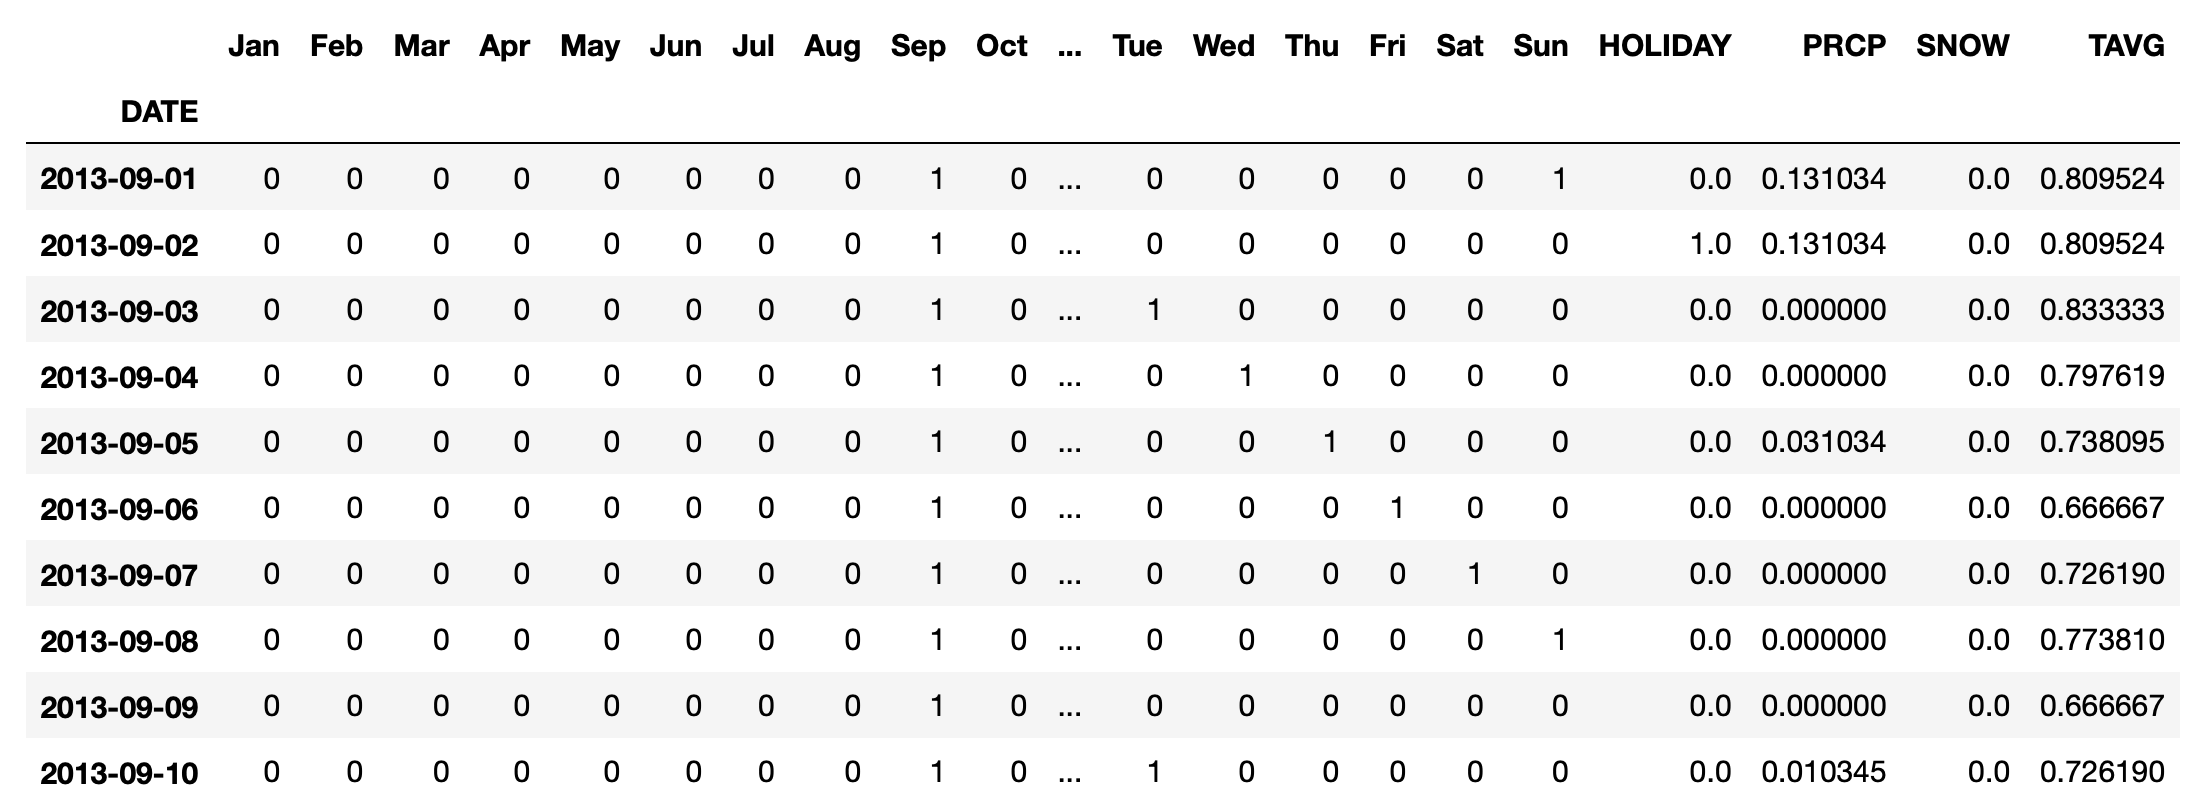 Jan Feb Mar Apr May Jun Jul Aug Sep Oct ... Tue Wed Thu Fri Sat Sun HOLIDAY PRCP SNOW TAVG
DATE
2013-09-01 0 0 0 0 0 0 0 0 1 0 ... 0 0 0 0 0 1 0.0 0.131034 0.0 0.809524
2013-09-02 0 0 0 0 0 0 0 0 1 0 ... 0 0 0 0 0 0 1.0 0.131034 0.0 0.809524
2013-09-03 0 0 0 0 0 0 0 0 1 0 ... 1 0 0 0 0 0 0.0 0.000000 0.0 0.833333
2013-09-04 0 0 0 0 0 0 0 0 1 0 ... 0 1 0 0 0 0 0.0 0.000000 0.0 0.797619
2013-09-05 0 0 0 0 0 0 0 0 1 0 ... 0 0 1 0 0 0 0.0 0.031034 0.0 0.738095
2013-09-06 0 0 0 0 0 0 0 0 1 0 ... 0 0 0 1 0 0 0.0 0.000000 0.0 0.666667
2013-09-07 0 0 0 0 0 0 0 0 1 0 ... 0 0 0 0 1 0 0.0 0.000000 0.0 0.726190
2013-09-08 0 0 0 0 0 0 0 0 1 0 ... 0 0 0 0 0 1 0.0 0.000000 0.0 0.773810
2013-09-09 0 0 0 0 0 0 0 0 1 0 ... 0 0 0 0 0 0 0.0 0.000000 0.0 0.666667
2013-09-10 0 0 0 0 0 0 0 0 1 0 ... 1 0 0 0 0 0 0.0 0.010345 0.0 0.726190